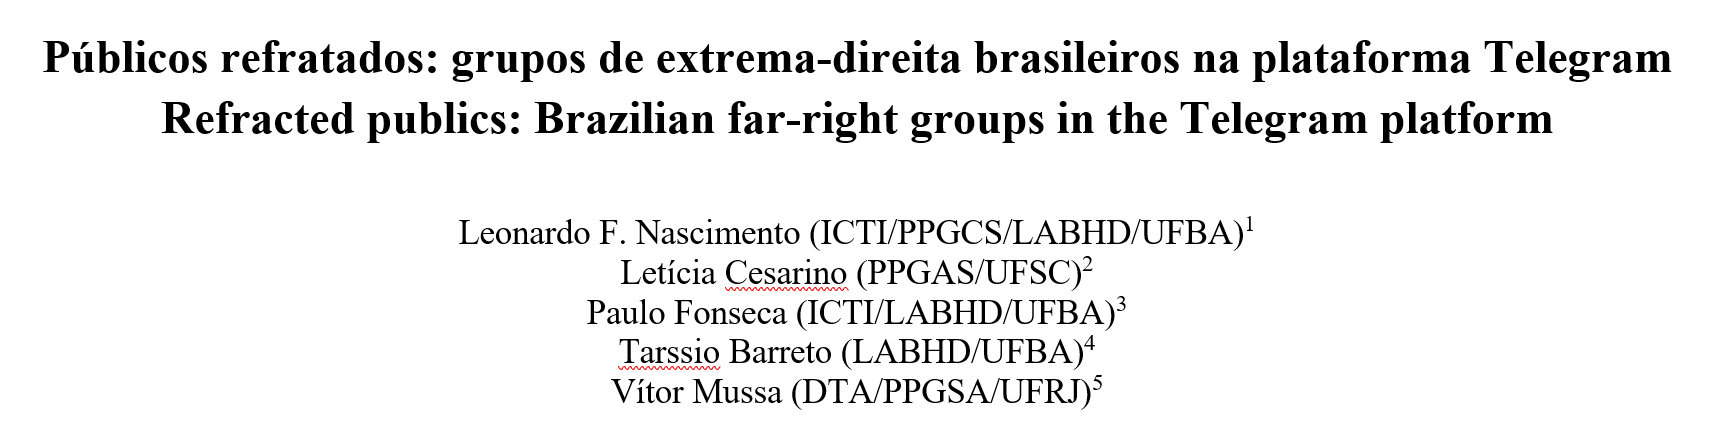 Públicos refratados: grupos de extrema-direita brasileiros na plataforma Telegram
Refracted publics: Brazilian far-right groups in the Telegram platform
Leonardo F. Nascimento (ICTI/PPGCS/LABHD/UFBA)¹
Letícia Cesarino (PPGAS/UFSC)²
Paulo Fonseca (ICTI/LABHD/UFBA)³
Tarssio Barreto (LABHD/UFBA)⁴
Vítor Mussa (DTA/PPGSA/UFRJ)⁵